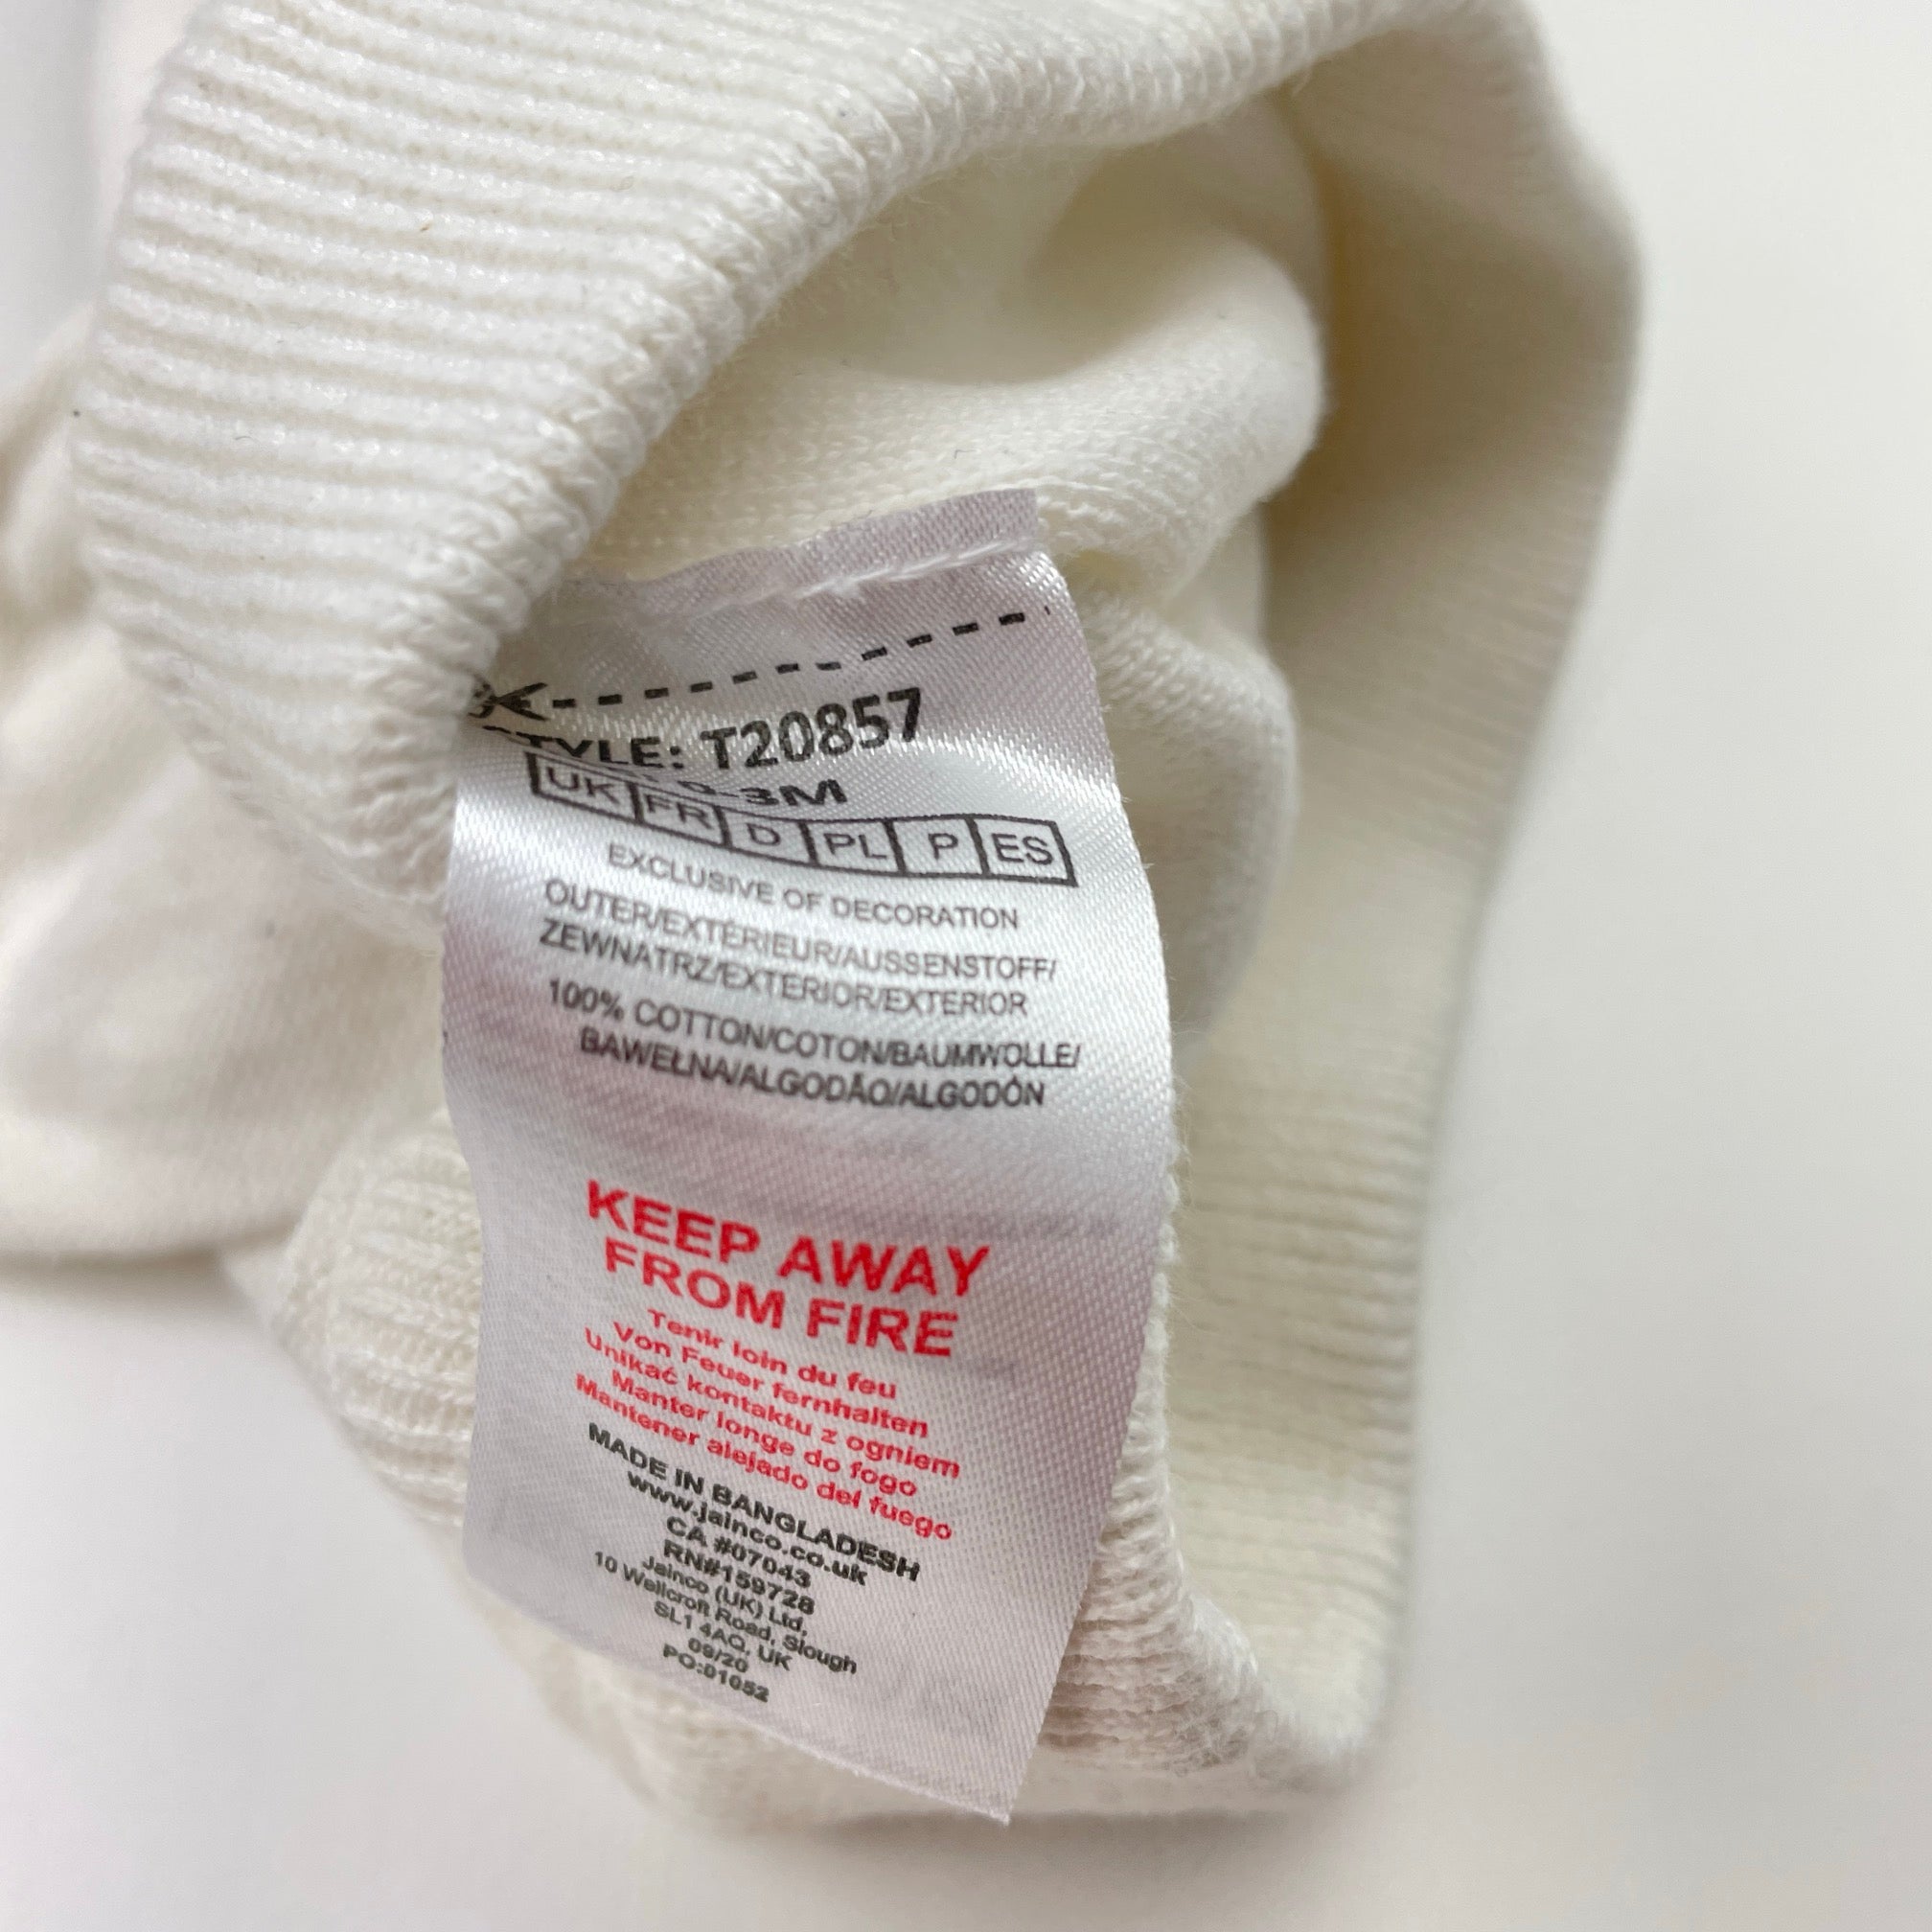 STYLE: T20857
0-3M
UK FR D PL P ES
EXCLUSIVE OF DECORATION
OUTER/EXTÉRIEUR/AUSSENSTOFF/
ZEWNATRZ/EXTERIOR/EXTERIOR
100% COTTON/COTON/BAUMWOLLE/
BAWEŁNA/ALGODÃO/ALGODÓN
KEEP AWAY
FROM FIRE
Tenir loin du feu
Von Feuer fernhalten
Unikać kontaktu z ogniem
Manter longe do fogo
Mantener alejado del fuego
MADE IN BANGLADESH
www.jainco.co.uk
CA #07043
RN#159728
Jainco (UK) Ltd,
10 Wellcroft Road, Slough
SL1 4AQ, UK
09/20
PO:01052